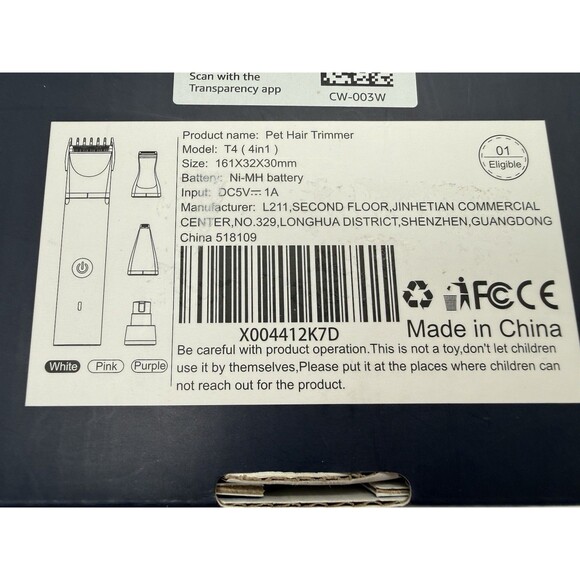 Scan with the
Transparency app
CW-003W
Product name: Pet Hair Trimmer
Model: T4 ( 4in1 )
Size: 161X32X30mm
Battery: Ni-MH battery
Input: DC5V⎓1A
Manufacturer: L211,SECOND FLOOR,JINHETIAN COMMERCIAL
CENTER,NO.329,LONGHUA DISTRICT,SHENZHEN,GUANGDONG
China 518109
01
Eligible
X004412K7D
FC CE
Made in China
Be careful with product operation.This is not a toy,don't let children
use it by themselves,Please put it at the places where children can
not reach out for the product.
White Pink Purple